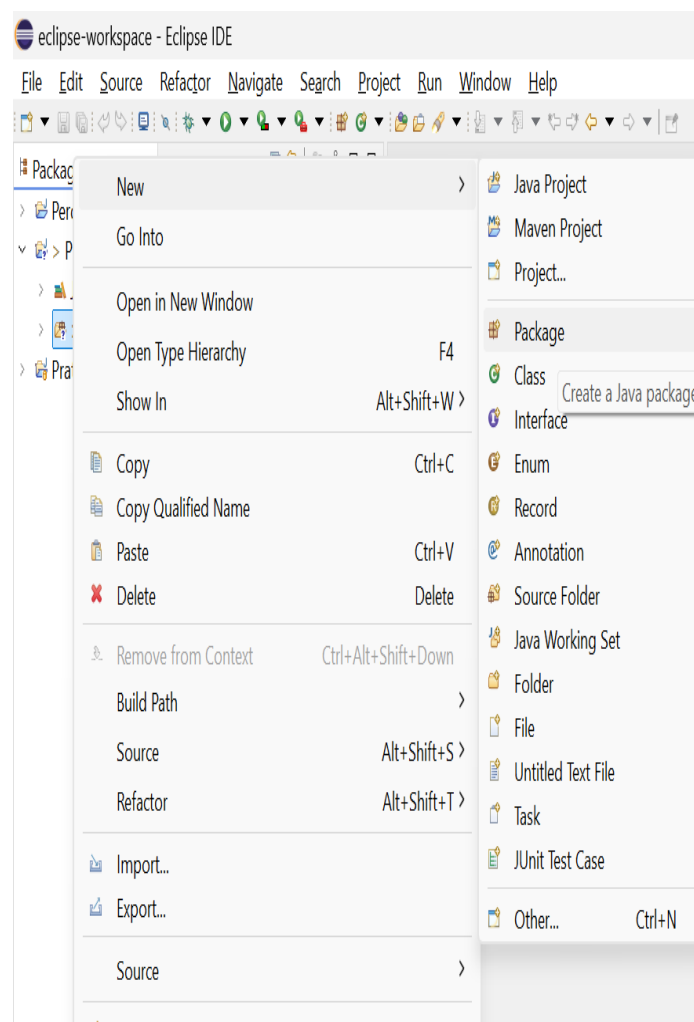 eclipse-workspace - Eclipse IDE
File Edit Source Refactor Navigate Search Project Run Window Help
New
Go Into
Open in New Window
Open Type Hierarchy F4
Show In Alt+Shift+W >
Copy Ctrl+C
Copy Qualified Name
Paste Ctrl+V
Delete Delete
Remove from Context Ctrl+Alt+Shift+Down
Build Path
Source Alt+Shift+S >
Refactor Alt+Shift+T >
Import...
Export...
Source
Java Project
Maven Project
Project...
Package
Class
Create a Java package
Interface
Enum
Record
Annotation
Source Folder
Java Working Set
Folder
File
Untitled Text File
Task
JUnit Test Case
Other... Ctrl+N